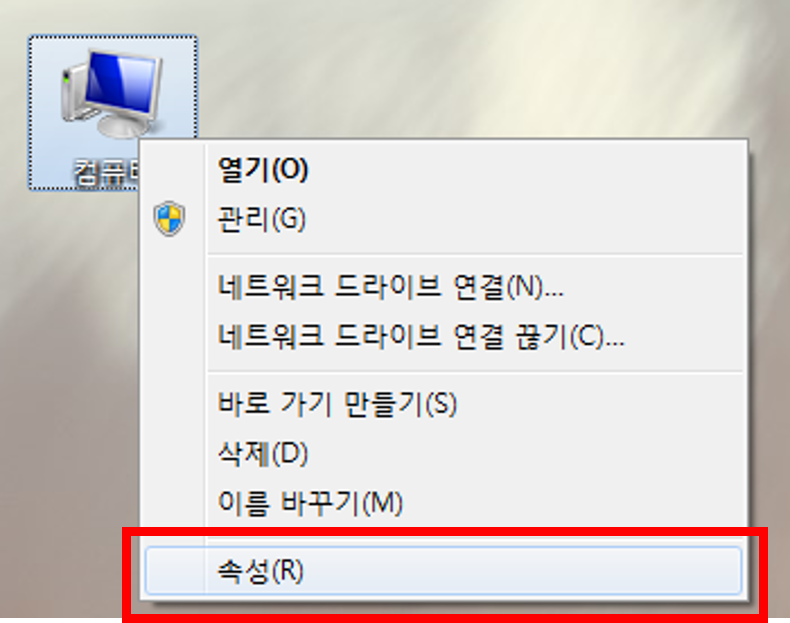 열기(O)
관리(G)
네트워크 드라이브 연결(N)...
네트워크 드라이브 연결 끊기(C)...
바로 가기 만들기(S)
삭제(D)
이름 바꾸기(M)
속성(R)